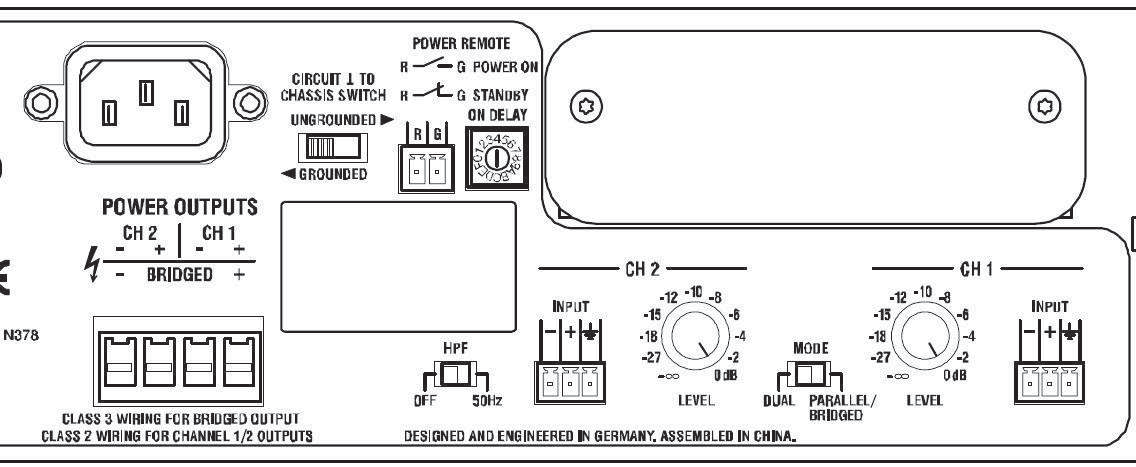 POWER REMOTE
R G POWER ON
R G STANDBY
CIRCUIT ⊥ TO
CHASSIS SWITCH
UNGROUNDED ►
◄ GROUNDED
ON DELAY
R G
0123456789ABCDEF
POWER OUTPUTS
CH 2 CH 1
- + - +
- BRIDGED +
N378
CLASS 3 WIRING FOR BRIDGED OUTPUT
CLASS 2 WIRING FOR CHANNEL 1/2 OUTPUTS
HPF
OFF 50Hz
CH 2
INPUT
- + ⏚
-10
-12 -8
-15 -6
-18 -4
-27 -2
-∞ 0dB
LEVEL
MODE
DUAL PARALLEL/
BRIDGED
CH 1
-10
-12 -8
-15 -6
-18 -4
-27 -2
-∞ 0dB
LEVEL
INPUT
- + ⏚
DESIGNED AND ENGINEERED IN GERMANY. ASSEMBLED IN CHINA.